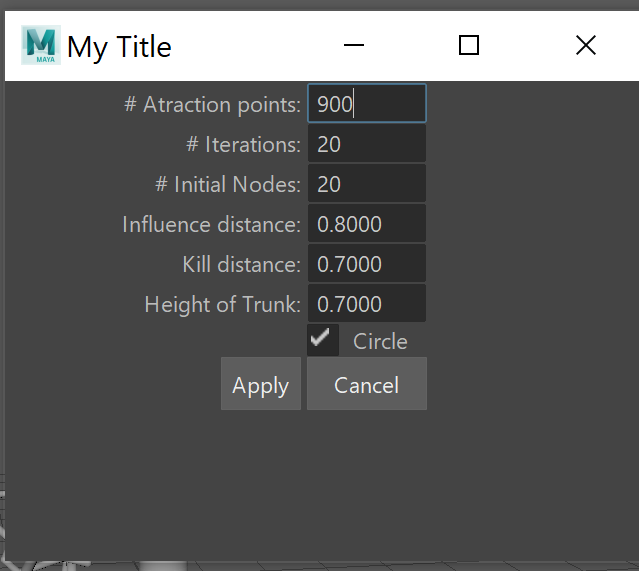 MAYA
My Title
# Atraction points: 900
# Iterations: 20
# Initial Nodes: 20
Influence distance: 0.8000
Kill distance: 0.7000
Height of Trunk: 0.7000
Circle
Apply Cancel